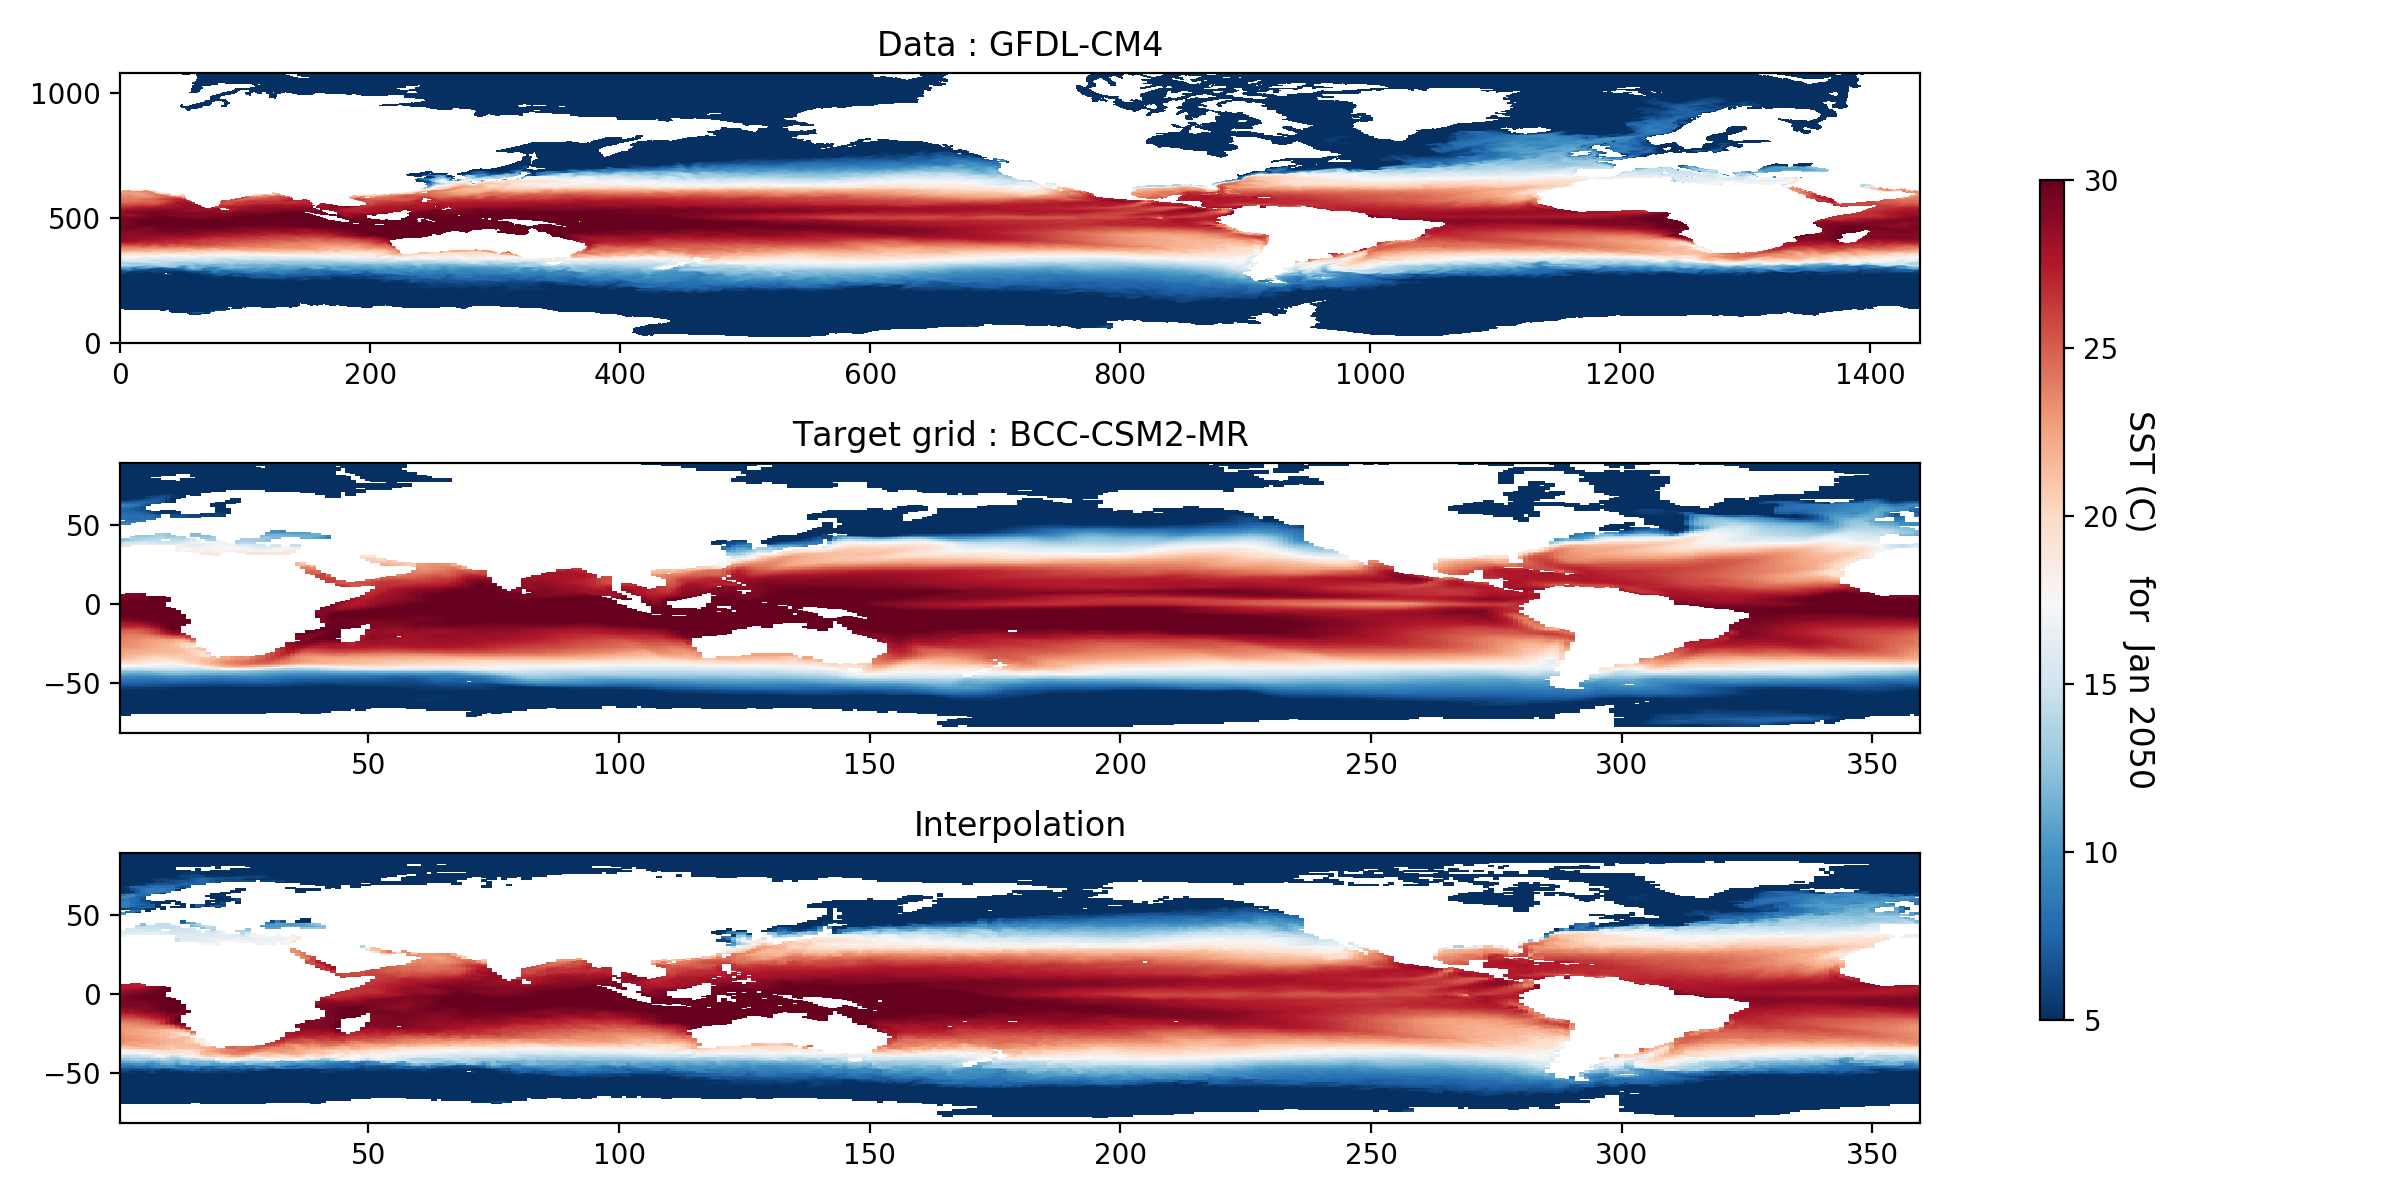 Data : GFDL-CM4
1000
500
0
0 200 400 600 800 1000 1200 1400
Target grid : BCC-CSM2-MR
50
0
−50
50 100 150 200 250 300 350
Interpolation
50
0
−50
50 100 150 200 250 300 350
30
25
20
15
10
5
SST (C) for Jan 2050